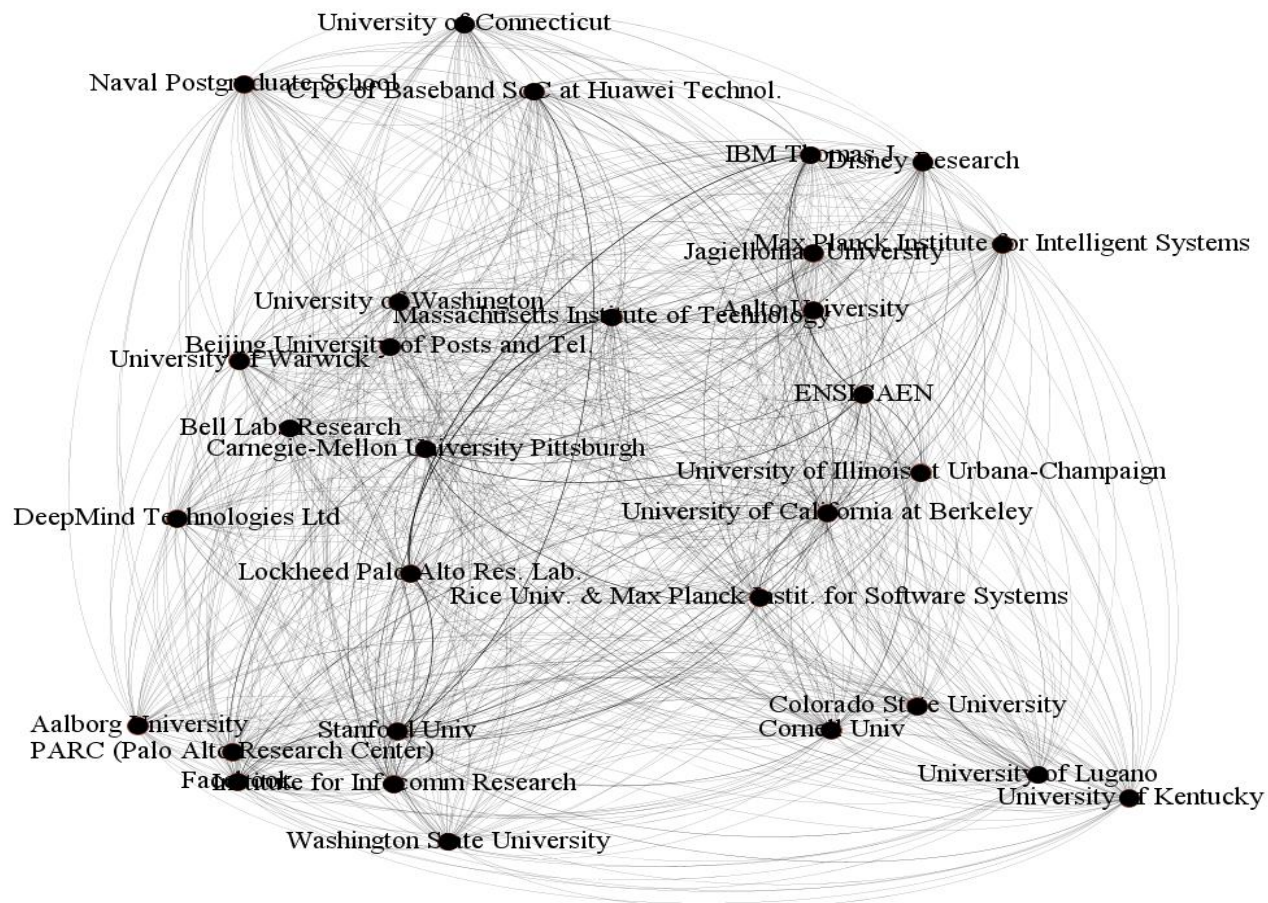 University of Connecticut
Naval Postgraduate School
CTO of Baseband SoC at Huawei Technol.
IBM Thomas J.
Disney Research
Max Planck Institute for Intelligent Systems
Jagiellonian University
University of Washington
Aalto University
Massachusetts Institute of Technology
Beijing University of Posts and Tel.
University of Warwick
ENSICAEN
Bell Labs Research
Carnegie-Mellon University Pittsburgh
University of Illinois at Urbana-Champaign
University of California at Berkeley
DeepMind Technologies Ltd
Lockheed Palo Alto Res. Lab.
Rice Univ. & Max Planck Instit. for Software Systems
Colorado State University
Aalborg University
Stanford Univ
Cornell Univ
PARC (Palo Alto Research Center)
University of Lugano
Facebook
Institute for Infocomm Research
University of Kentucky
Washington State University